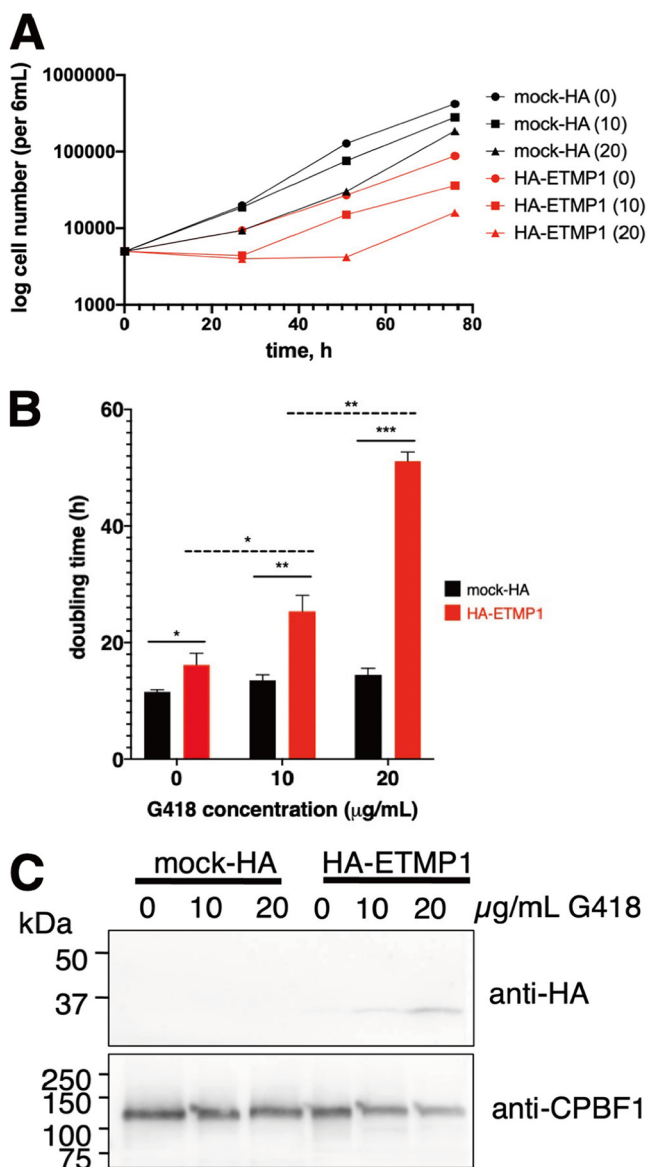 A
log cell number (per 6mL)
1000000
100000
10000
1000
0 20 40 60 80
time, h
mock-HA (0)
mock-HA (10)
mock-HA (20)
HA-ETMP1 (0)
HA-ETMP1 (10)
HA-ETMP1 (20)
B
doubling time (h)
60
40
20
0
* ** *** * **
0 10 20
G418 concentration (µg/mL)
mock-HA
HA-ETMP1
C
mock-HA HA-ETMP1
0 10 20 0 10 20 µg/mL G418
kDa
50
37
anti-HA
250
150
100
75
anti-CPBF1